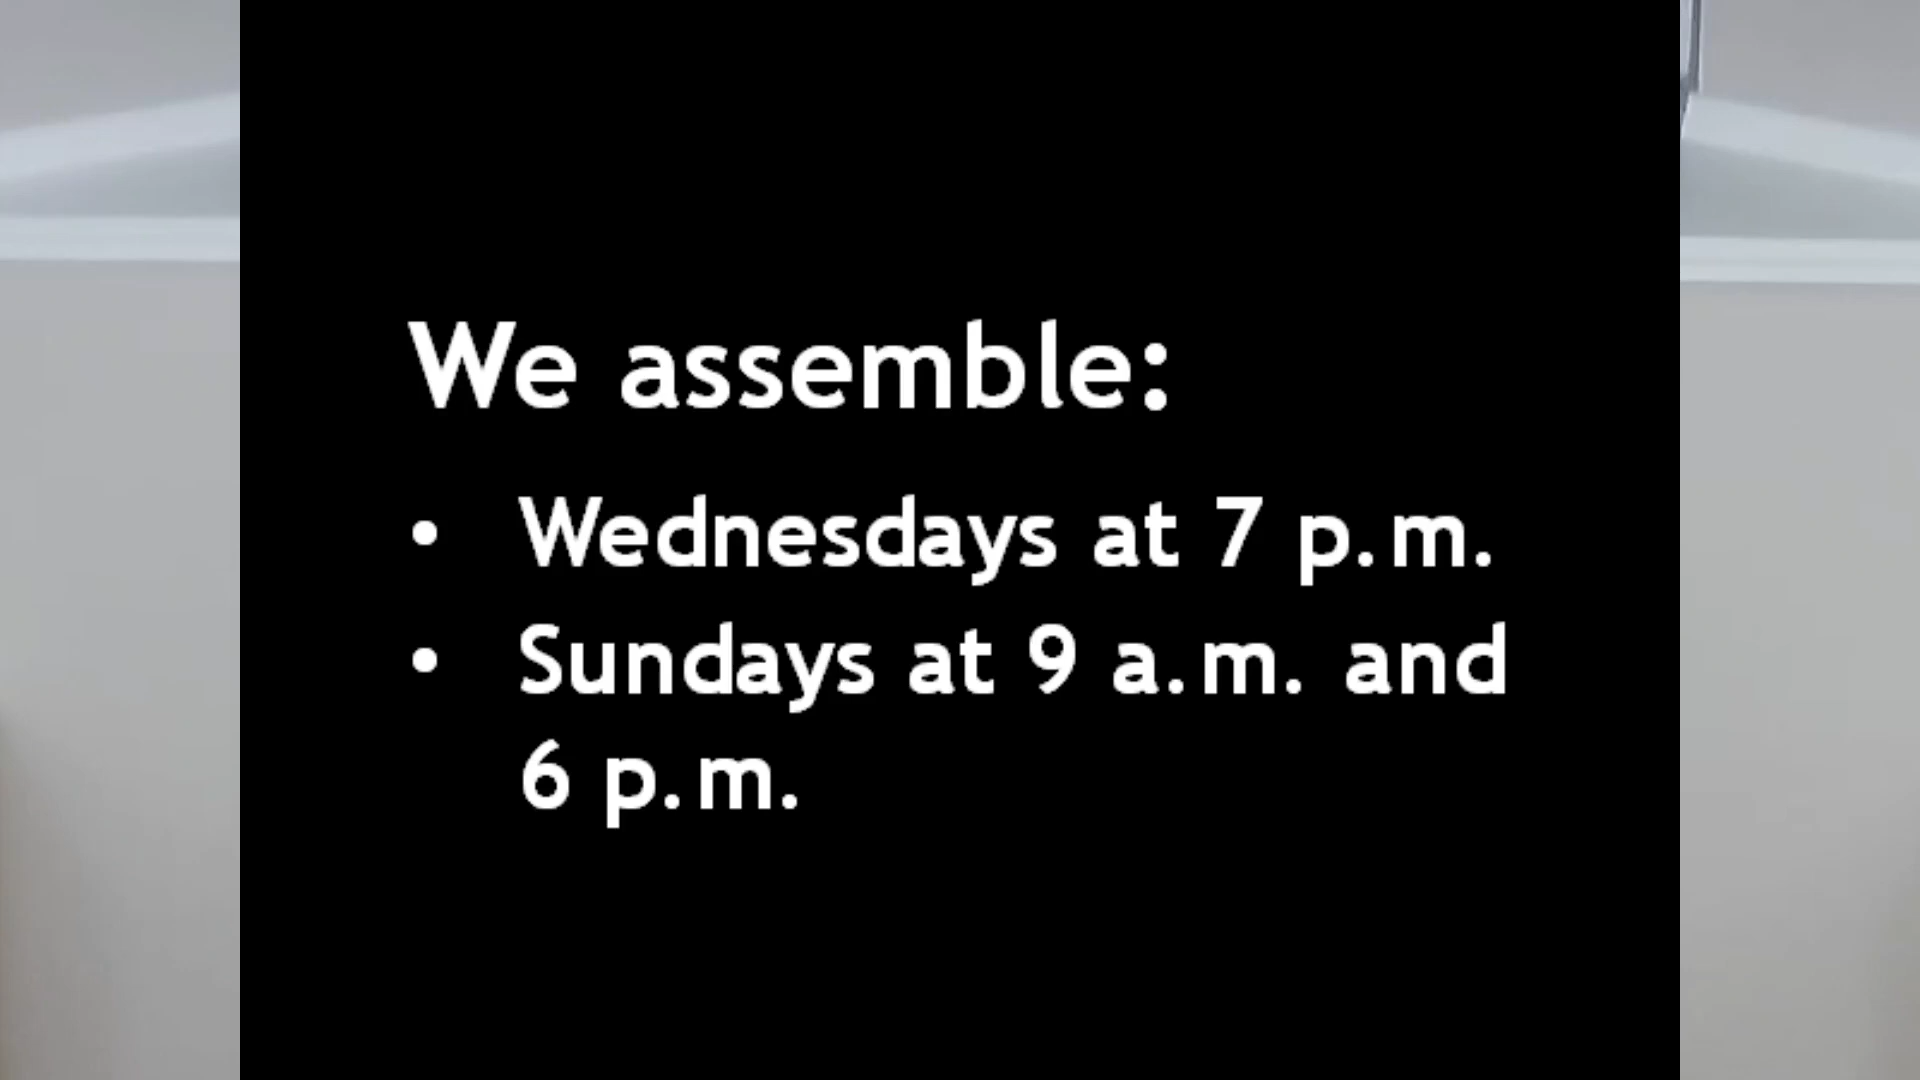 We assemble:
• Wednesdays at 7 p.m.
• Sundays at 9 a.m. and
6 p.m.